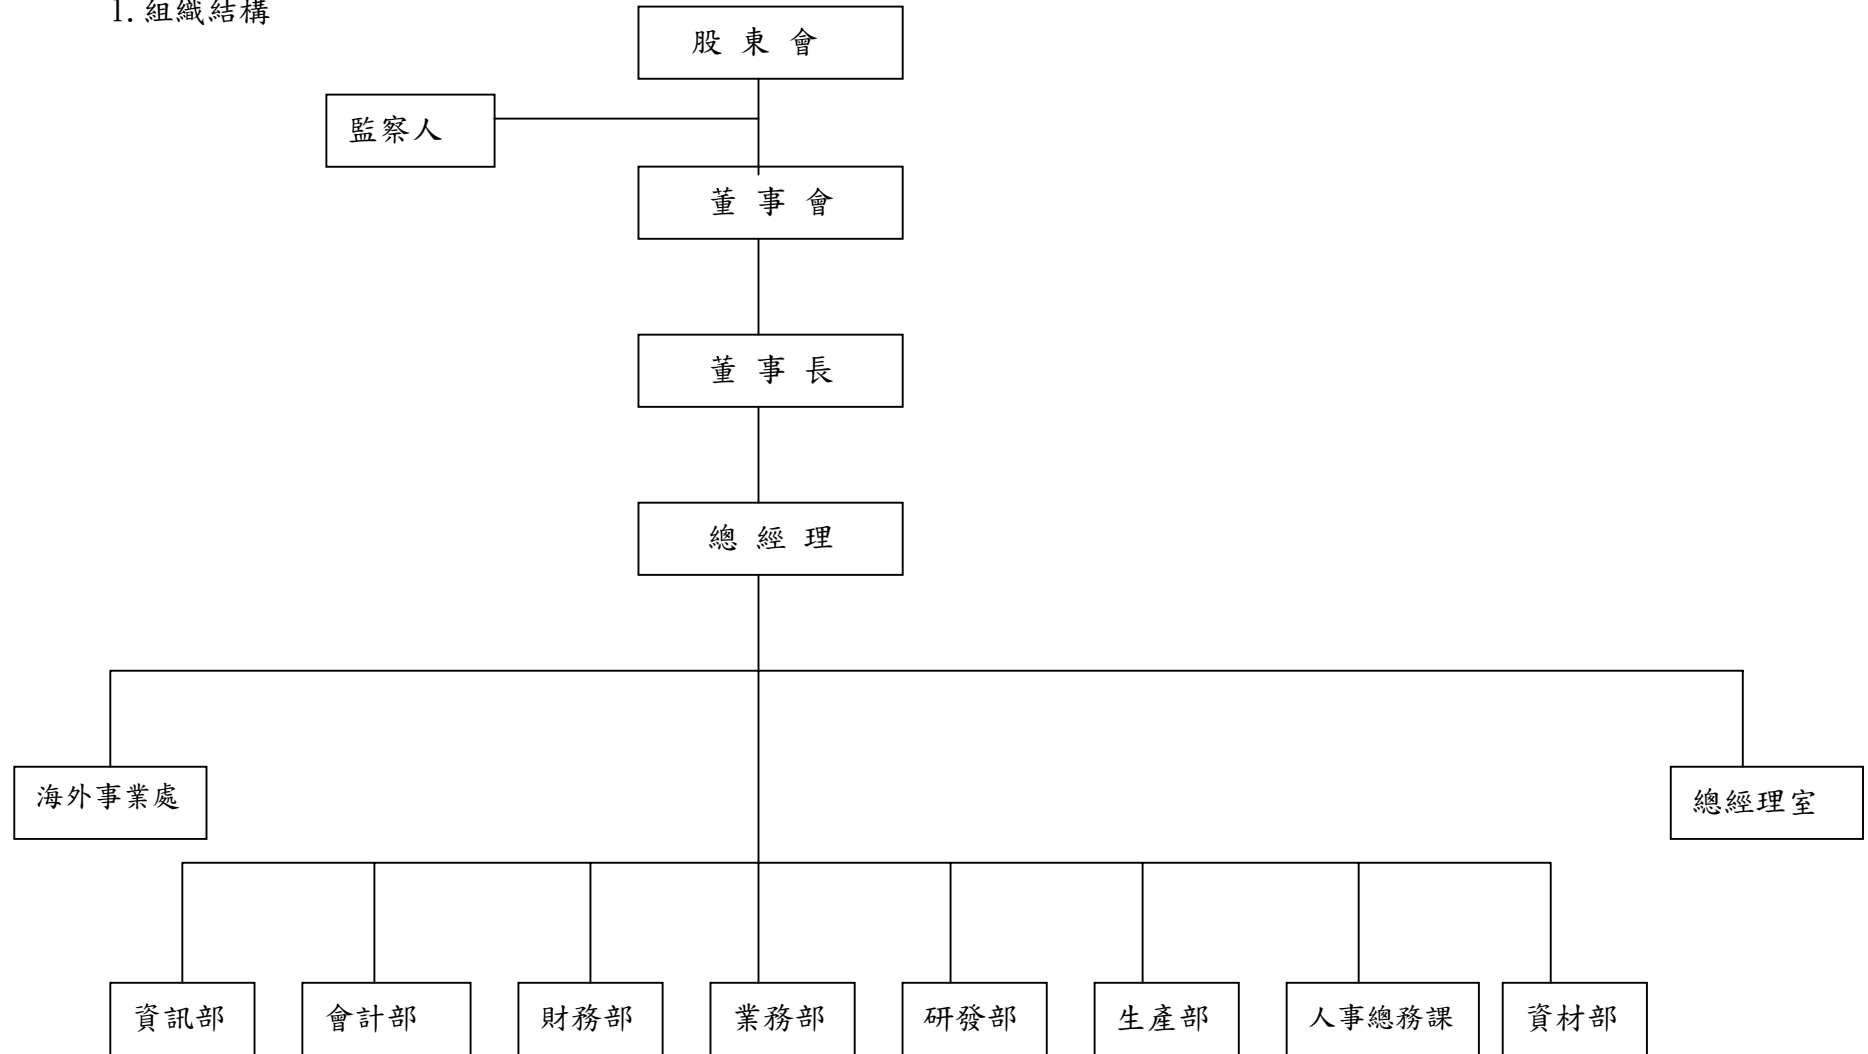 1. 組織結構
股 東 會
監察人
董 事 會
董 事 長
總 經 理
海外事業處
總經理室
資訊部
會計部
財務部
業務部
研發部
生產部
人事總務課
資材部